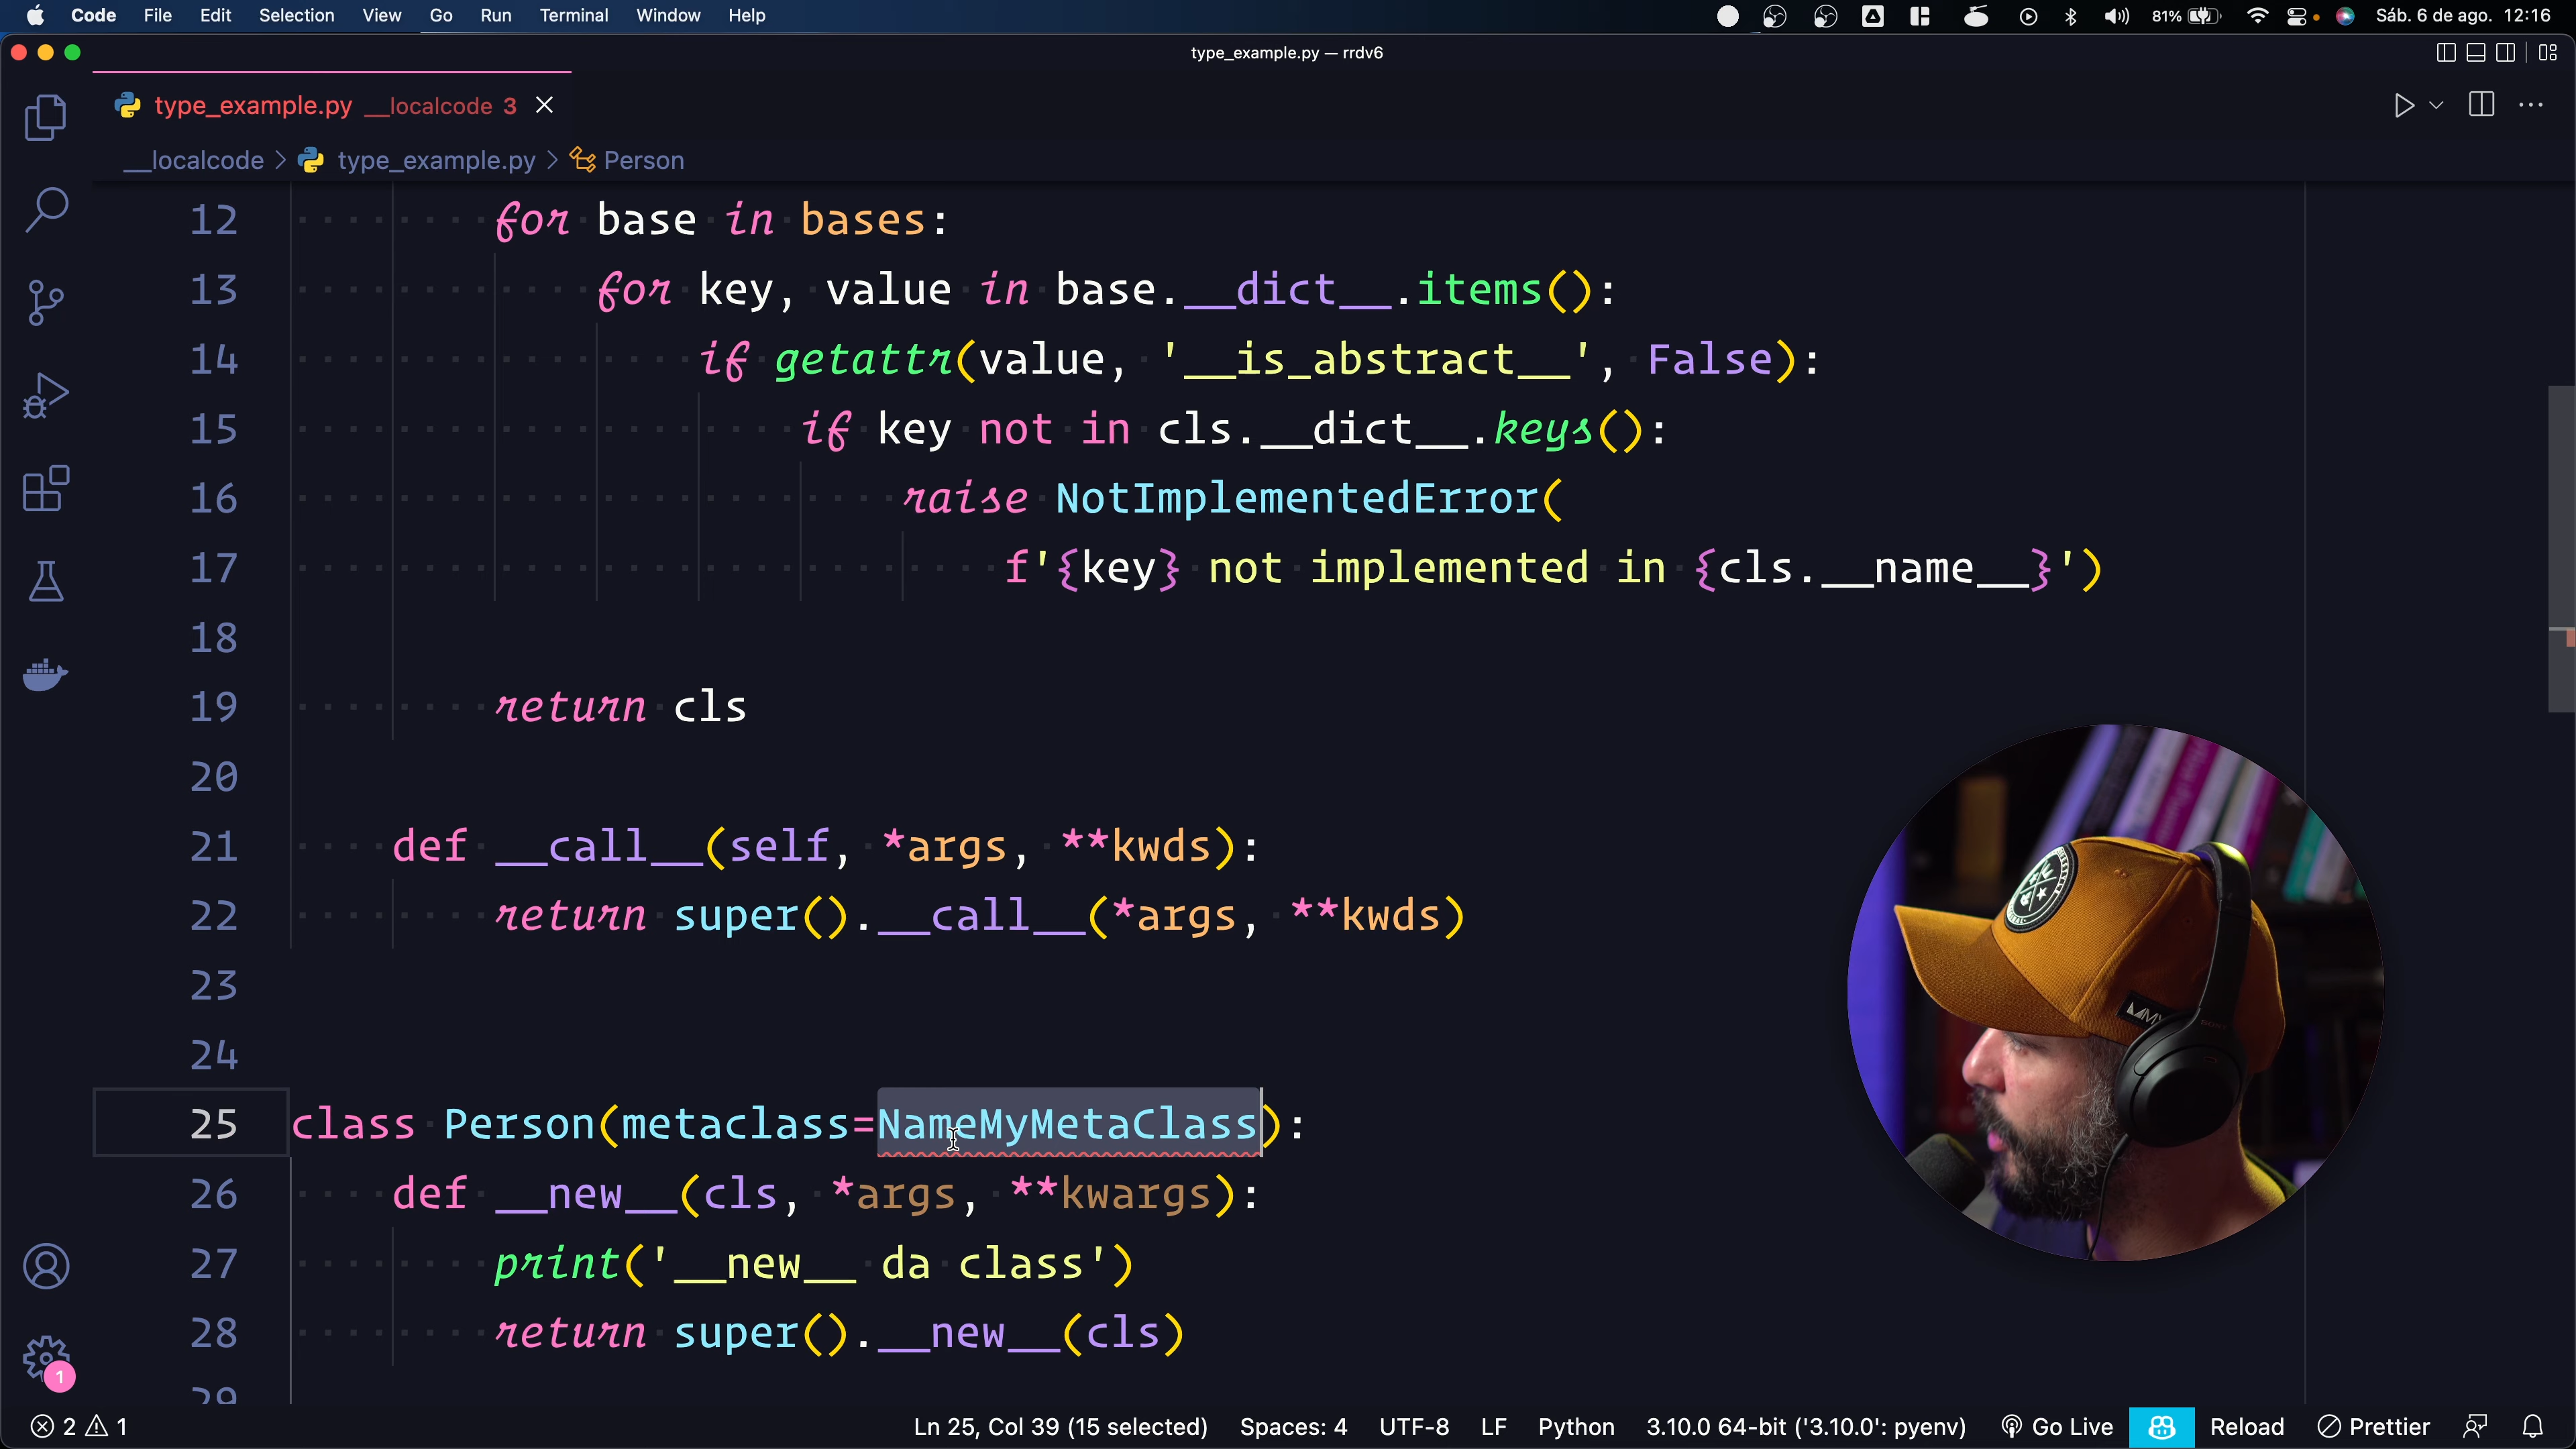 Code File Edit Selection View Go Run Terminal Window Help 81% Sáb. 6 de ago. 12:16
type_example.py — rrdv6
type_example.py __localcode 3
__localcode > type_example.py > Person
12 for base in bases:
13 for key, value in base.__dict__.items():
14 if getattr(value, '__is_abstract__', False):
15 if key not in cls.__dict__.keys():
16 raise NotImplementedError(
17 f'{key} not implemented in {cls.__name__}')
18
19 return cls
20
21 def __call__(self, *args, **kwds):
22 return super().__call__(*args, **kwds)
23
24
25 class Person(metaclass=NameMyMetaClass):
26 def __new__(cls, *args, **kwargs):
27 print('__new__ da class')
28 return super().__new__(cls)
29
1
2 1 Ln 25, Col 39 (15 selected) Spaces: 4 UTF-8 LF Python 3.10.0 64-bit ('3.10.0': pyenv) Go Live Reload Prettier